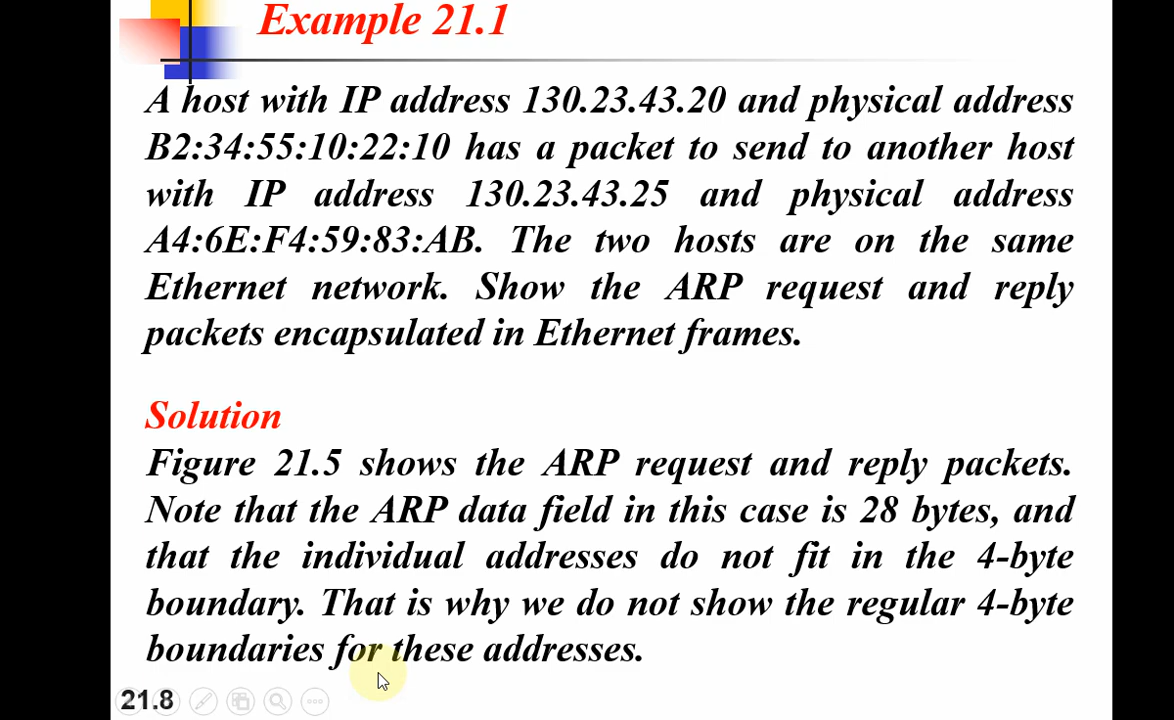 Example 21.1
A host with IP address 130.23.43.20 and physical address
B2:34:55:10:22:10 has a packet to send to another host
with IP address 130.23.43.25 and physical address
A4:6E:F4:59:83:AB. The two hosts are on the same
Ethernet network. Show the ARP request and reply
packets encapsulated in Ethernet frames.
Solution
Figure 21.5 shows the ARP request and reply packets.
Note that the ARP data field in this case is 28 bytes, and
that the individual addresses do not fit in the 4-byte
boundary. That is why we do not show the regular 4-byte
boundaries for these addresses.
21.8